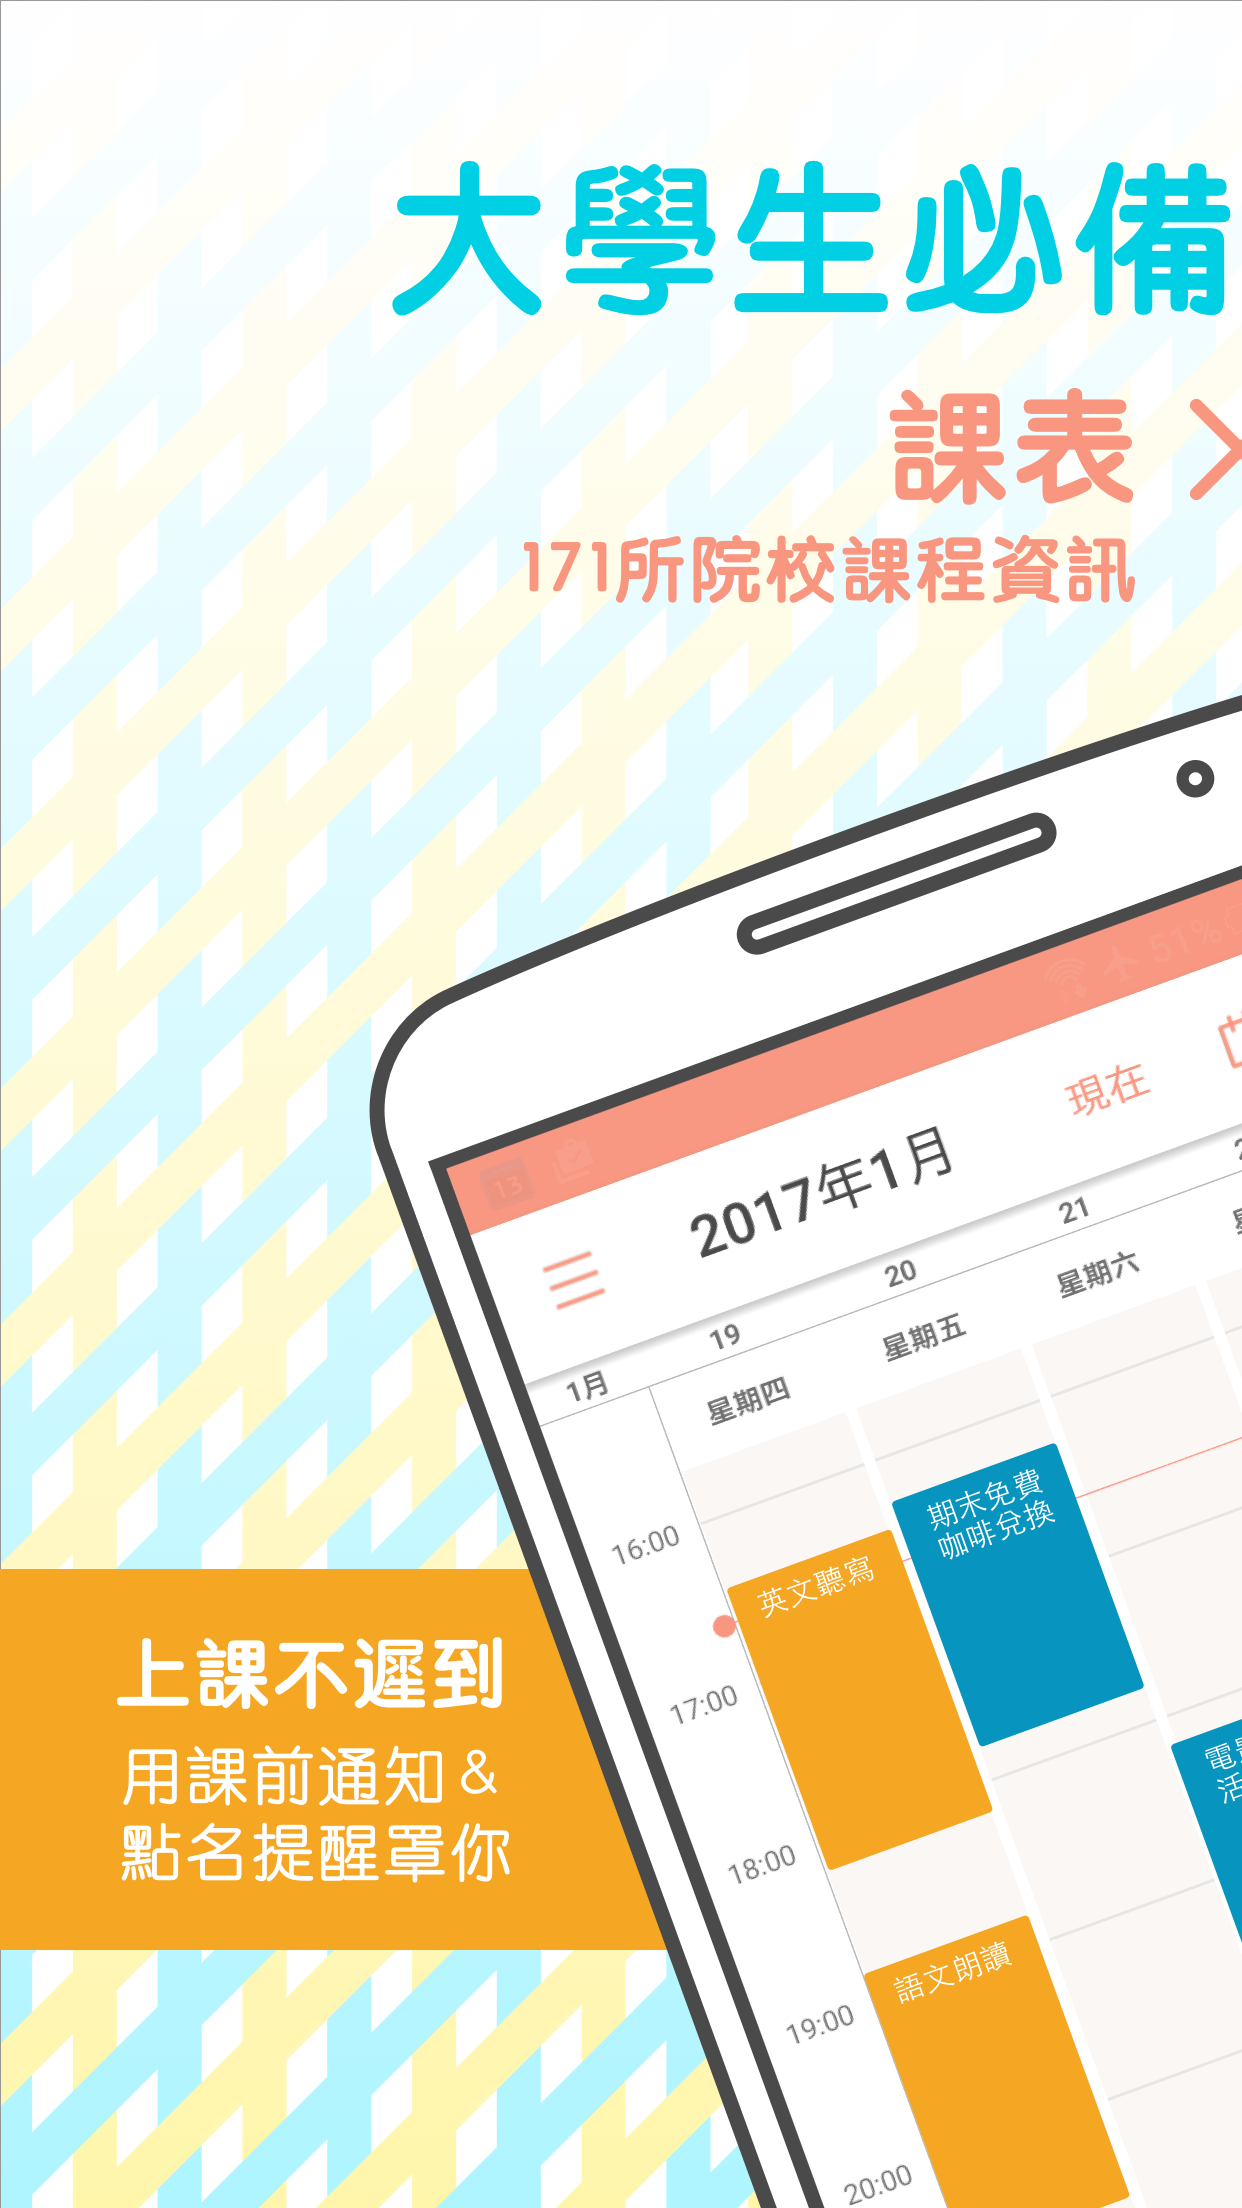 大學生必備
課表 ×
171所院校課程資訊
51%
13
現在
2017年1月
1月 19 20 21
星期四 星期五 星期六
16:00
17:00
18:00
19:00
20:00
英文聽寫
期末免費
咖啡兌換
語文朗讀
上課不遲到
用課前通知 &
點名提醒罩你